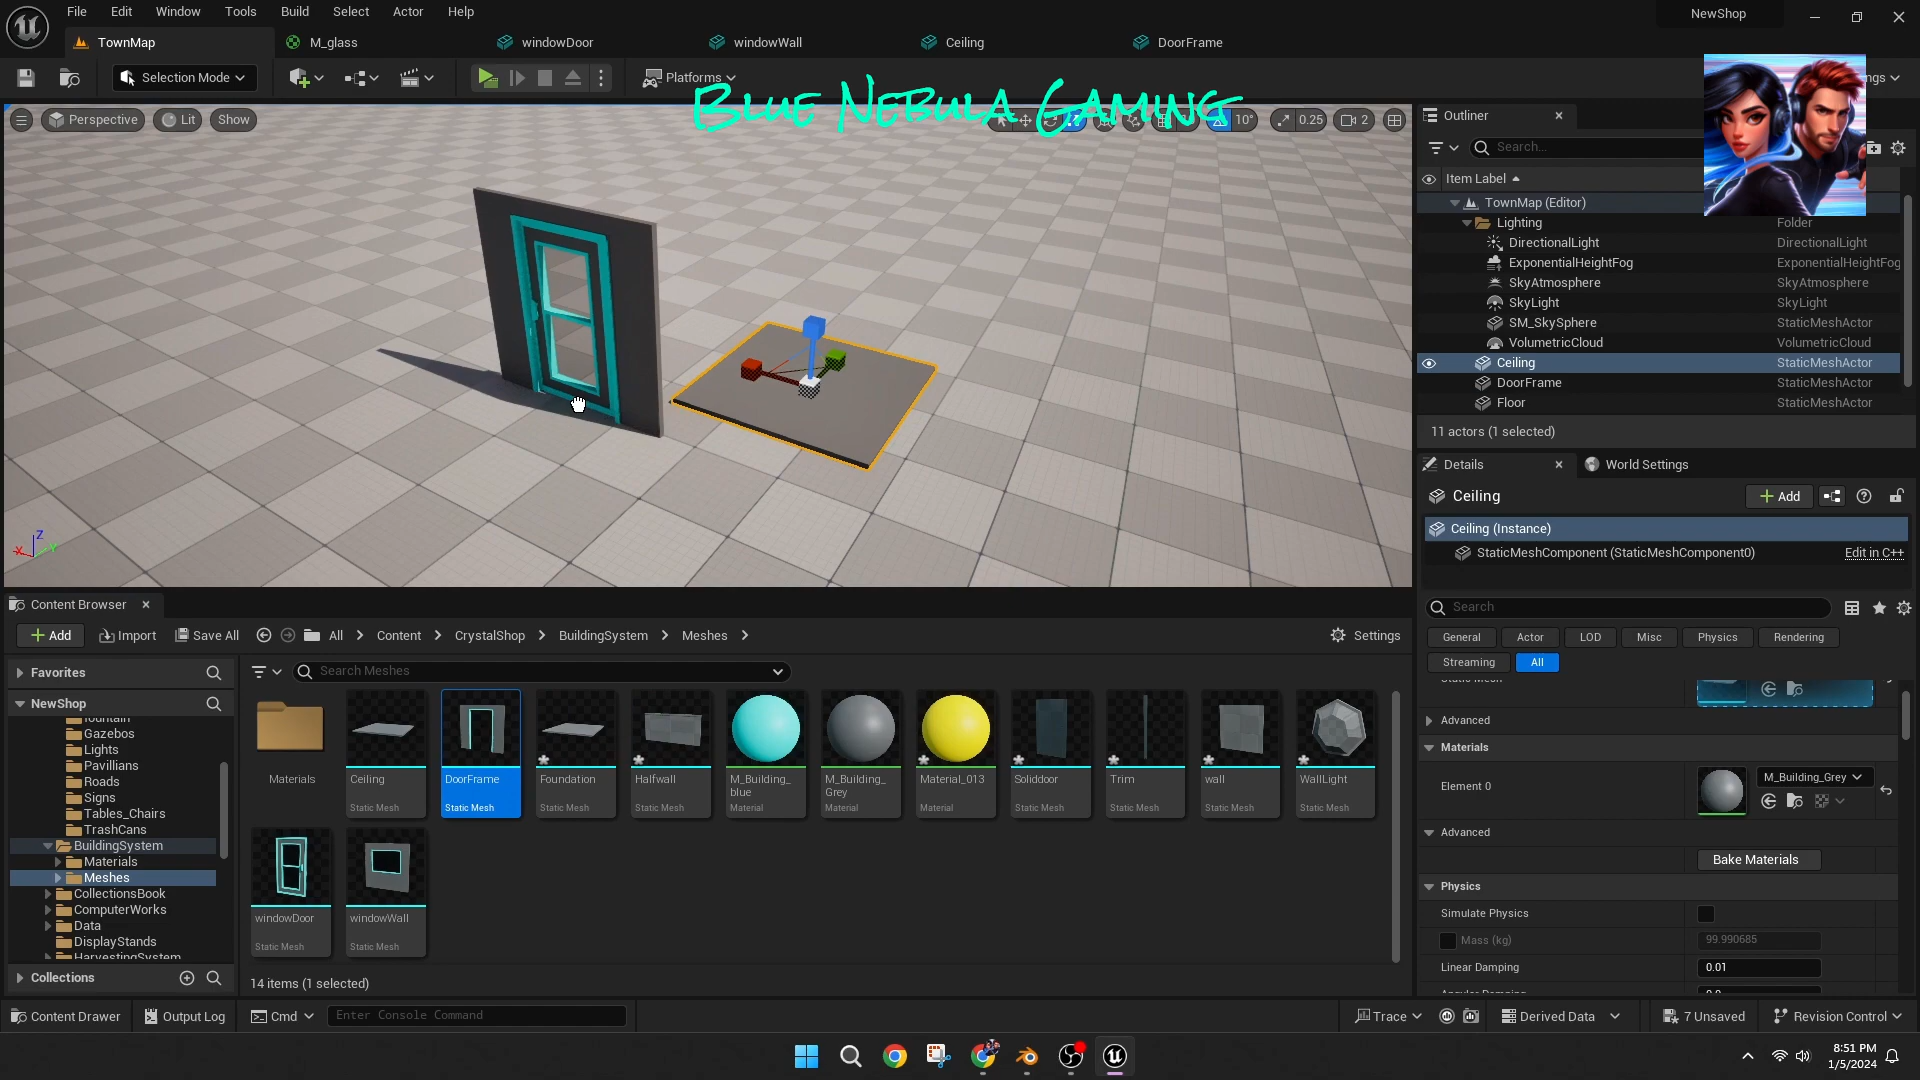 File Edit Window Tools Build Select Actor Help NewShop
TownMap M_glass windowDoor windowWall Ceiling DoorFrame
Selection Mode Platforms
Blue Nebula Gaming
Perspective Lit Show 10° 0.25 2
Outliner
Search...
Item Label
TownMap (Editor)
Lighting Folder
DirectionalLight DirectionalLight
ExponentialHeightFog ExponentialHeightFog
SkyAtmosphere SkyAtmosphere
SkyLight SkyLight
SM_SkySphere StaticMeshActor
VolumetricCloud VolumetricCloud
Ceiling StaticMeshActor
DoorFrame StaticMeshActor
Floor StaticMeshActor
11 actors (1 selected)
Details World Settings
Ceiling Add
Ceiling (Instance)
StaticMeshComponent (StaticMeshComponent0) Edit in C++
Search
General Actor LOD Misc Physics Rendering
Streaming All
Advanced
Materials
Element 0 M_Building_Grey
Advanced
Bake Materials
Physics
Simulate Physics
Mass (kg) 99.990685
Linear Damping 0.01
X Y Z
Content Browser
Add Import Save All All Content CrystalShop BuildingSystem Meshes Settings
Favorites
Search Meshes
NewShop
fountain
Gazebos
Lights
Pavillians
Roads
Signs
Tables_Chairs
TrashCans
BuildingSystem
Materials
Meshes
CollectionsBook
ComputerWorks
Data
DisplayStands
HarvestingSystem
Collections
Materials
Ceiling
Static Mesh
DoorFrame
Static Mesh
Foundation
Static Mesh
Halfwall
Static Mesh
M_Building_
blue
Material
M_Building_
Grey
Material
Material_013
Material
Soliddoor
Static Mesh
Trim
Static Mesh
wall
Static Mesh
WallLight
Static Mesh
windowDoor
Static Mesh
windowWall
Static Mesh
14 items (1 selected)
Content Drawer Output Log Cmd Enter Console Command Trace Derived Data 7 Unsaved Revision Control
8:51 PM
1/5/2024